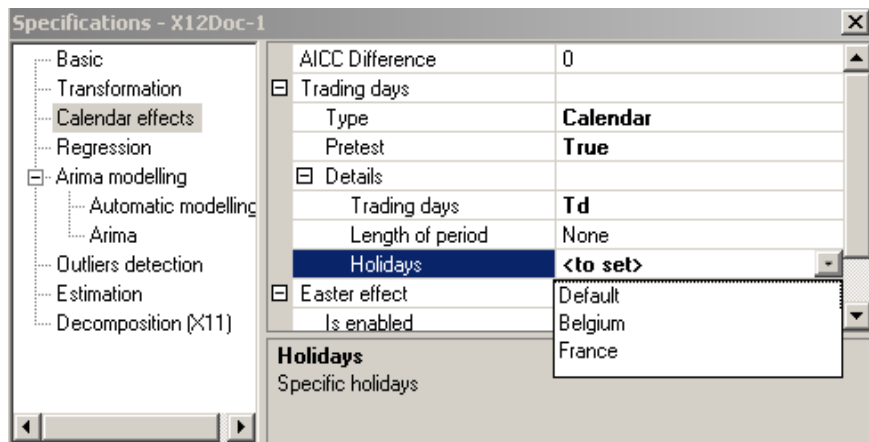 Specifications - X12Doc-1
Basic
Transformation
Calendar effects
Regression
Arima modelling
Automatic modelling
Arima
Outliers detection
Estimation
Decomposition (X11)
AICC Difference 0
Trading days
Type Calendar
Pretest True
Details
Trading days Td
Length of period None
Holidays <to set>
Easter effect
Is enabled
Default
Belgium
France
Holidays
Specific holidays